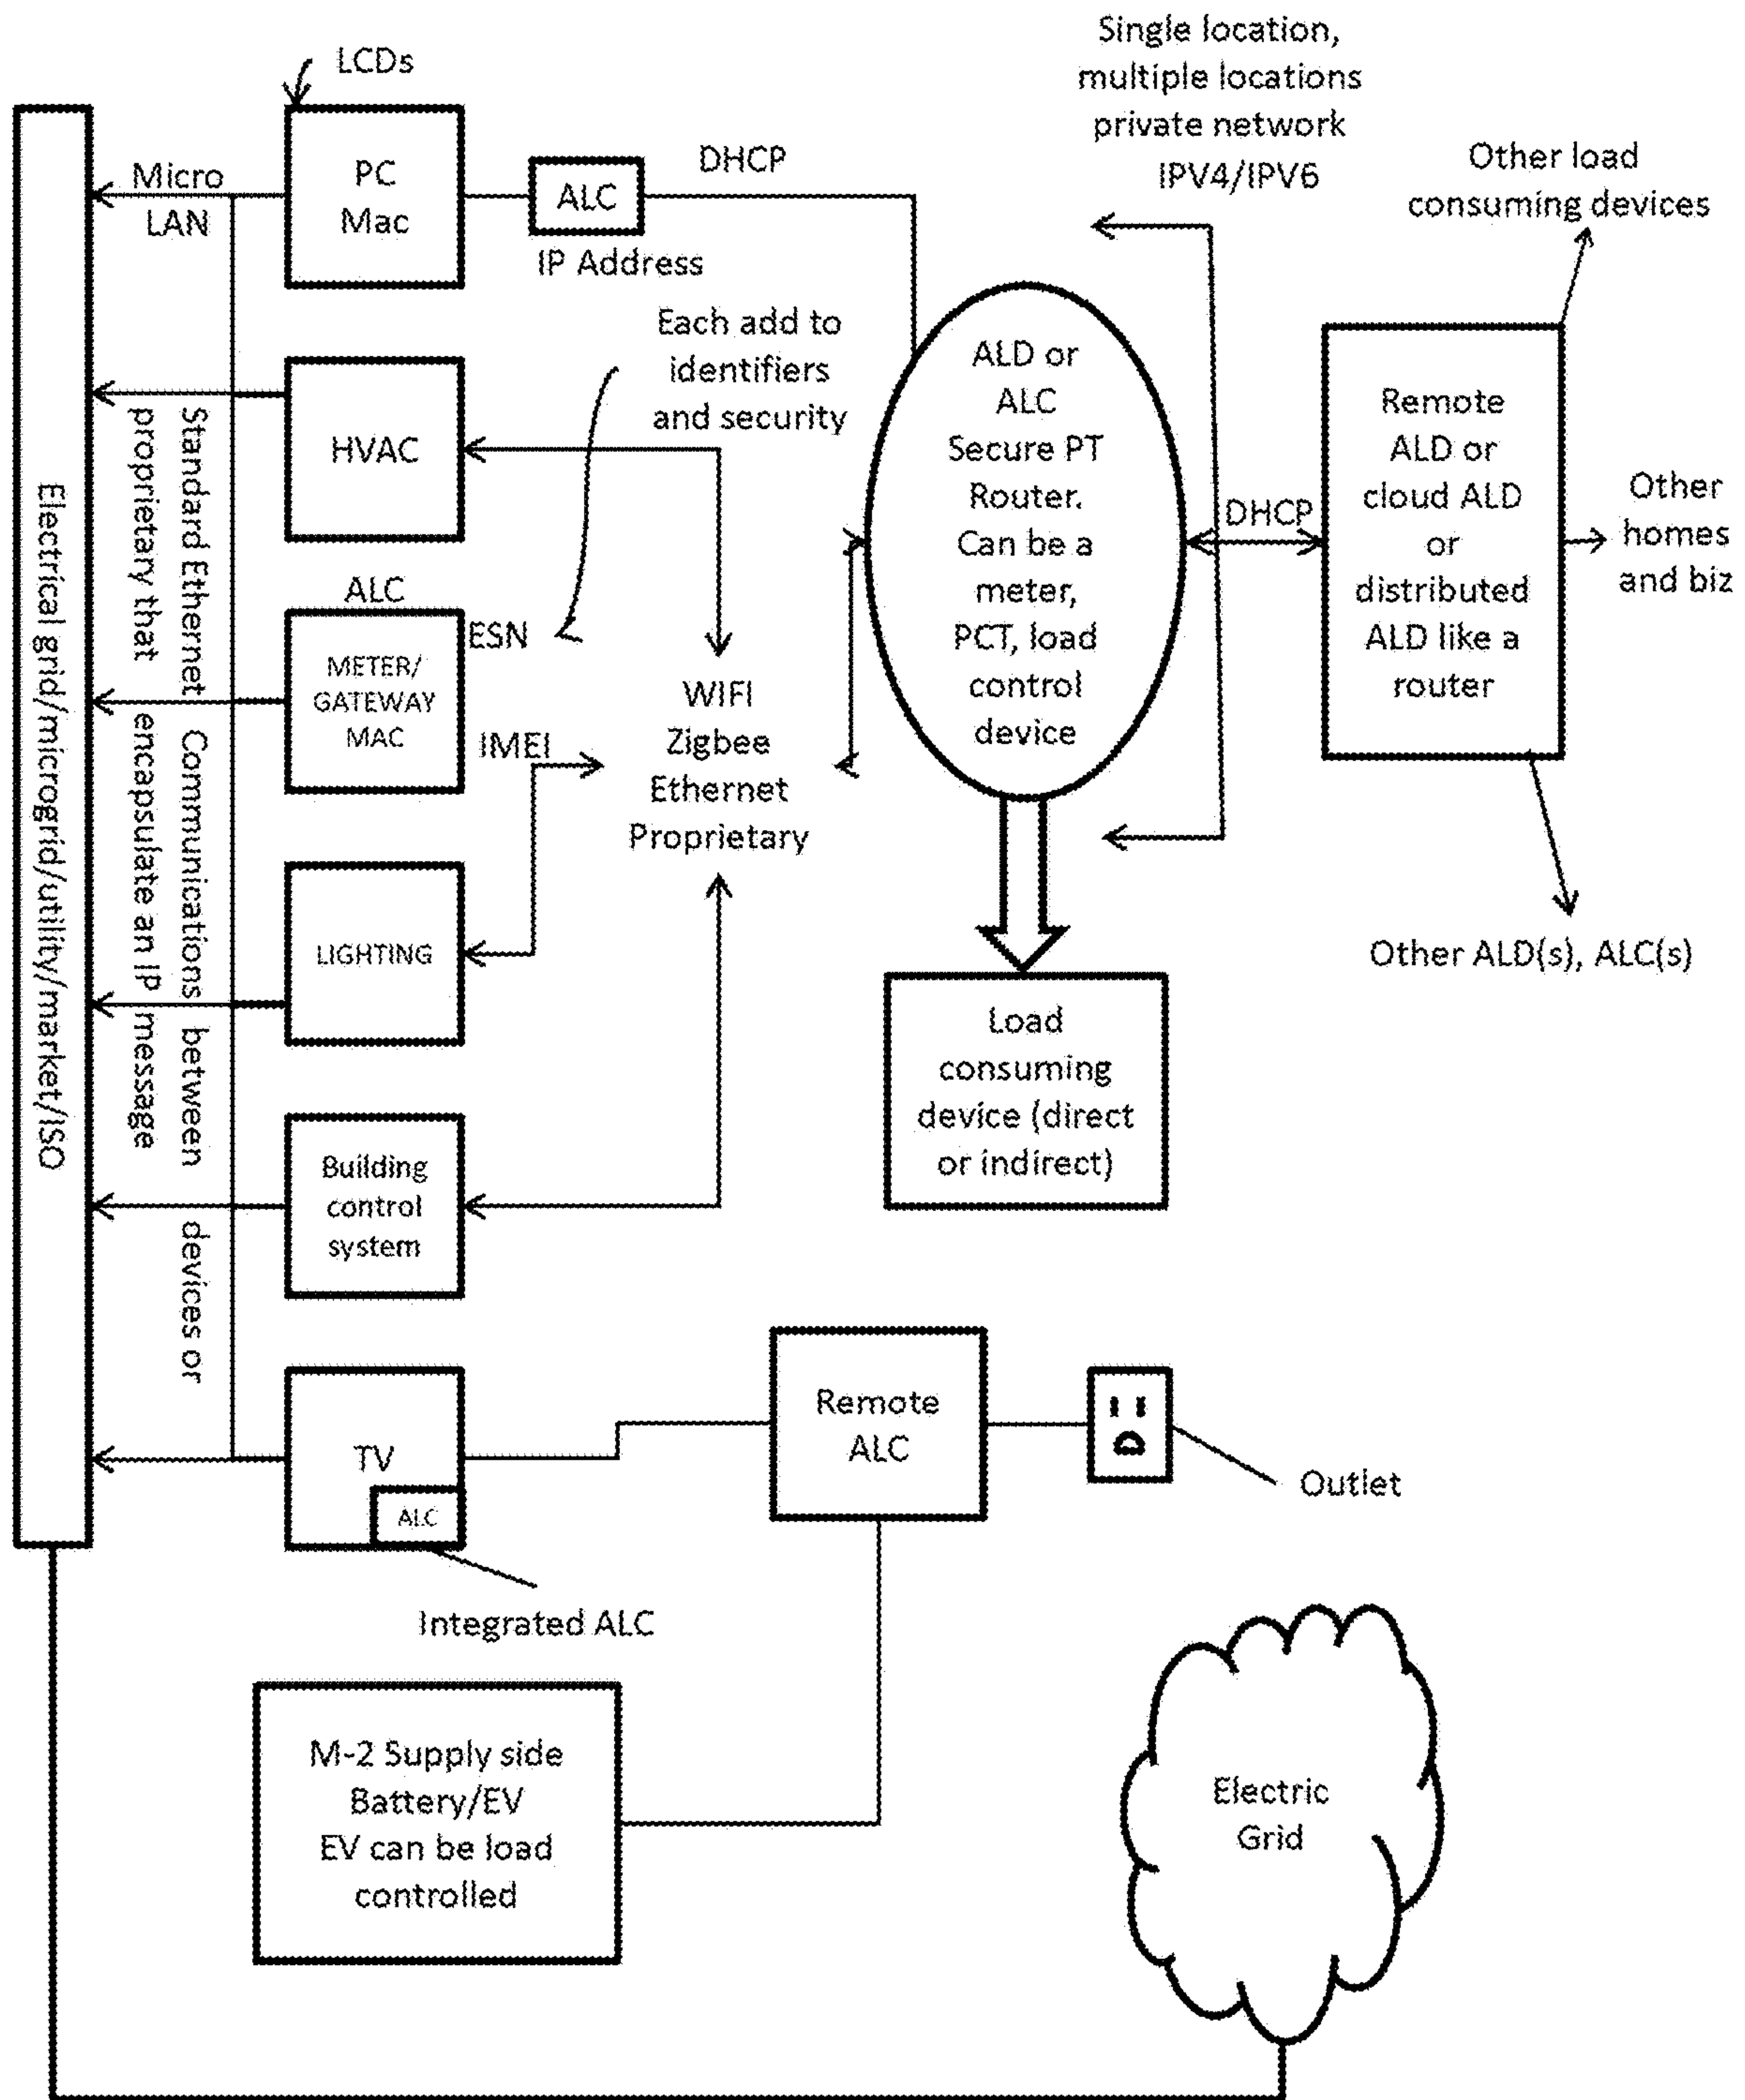 LCDs
Single location,
multiple locations
private network
IPV4/IPV6
Micro
LAN
PC
Mac
ALC
IP Address
DHCP
Other load
consuming devices
Each add to
identifiers
and security
HVAC
ALD or
ALC
Secure PT
Router.
Can be a
meter,
PCT, load
control
device
DHCP
Remote
ALD or
cloud ALD
or
distributed
ALD like a
router
Other
homes
and biz
Electrical grid/microgrid/utility/market/ISO
Standard Ethernet Communications between devices or
proprietary that encapsulate an IP message
ALC
METER/
GATEWAY
MAC
ESN
IMEI
WIFI
Zigbee
Ethernet
Proprietary
LIGHTING
Other ALD(s), ALC(s)
Load
consuming
device (direct
or indirect)
Building
control
system
TV
ALC
Integrated ALC
Remote
ALC
Outlet
M-2 Supply side
Battery/EV
EV can be load
controlled
Electric
Grid